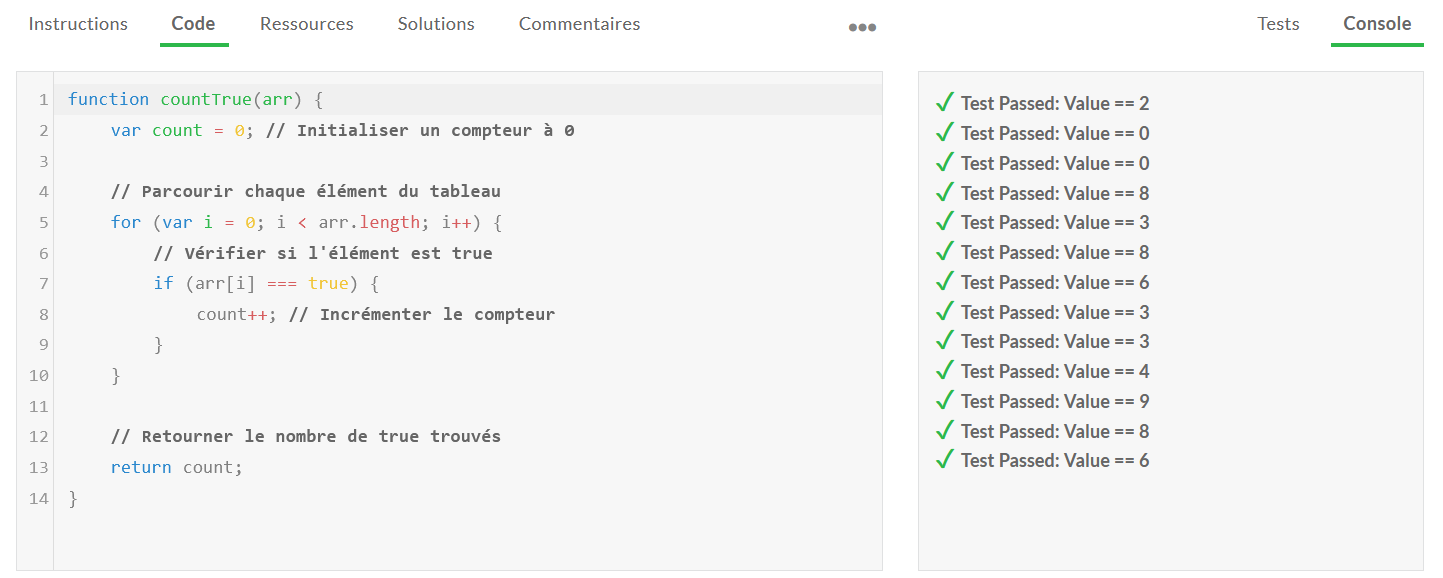 Instructions Code Ressources Solutions Commentaires Tests Console
1 function countTrue(arr) {
2     var count = 0; // Initialiser un compteur à 0
3
4     // Parcourir chaque élément du tableau
5     for (var i = 0; i < arr.length; i++) {
6         // Vérifier si l'élément est true
7         if (arr[i] === true) {
8             count++; // Incrémenter le compteur
9         }
10     }
11
12     // Retourner le nombre de true trouvés
13     return count;
14 }
✓ Test Passed: Value == 2
✓ Test Passed: Value == 0
✓ Test Passed: Value == 0
✓ Test Passed: Value == 8
✓ Test Passed: Value == 3
✓ Test Passed: Value == 8
✓ Test Passed: Value == 6
✓ Test Passed: Value == 3
✓ Test Passed: Value == 3
✓ Test Passed: Value == 4
✓ Test Passed: Value == 9
✓ Test Passed: Value == 8
✓ Test Passed: Value == 6